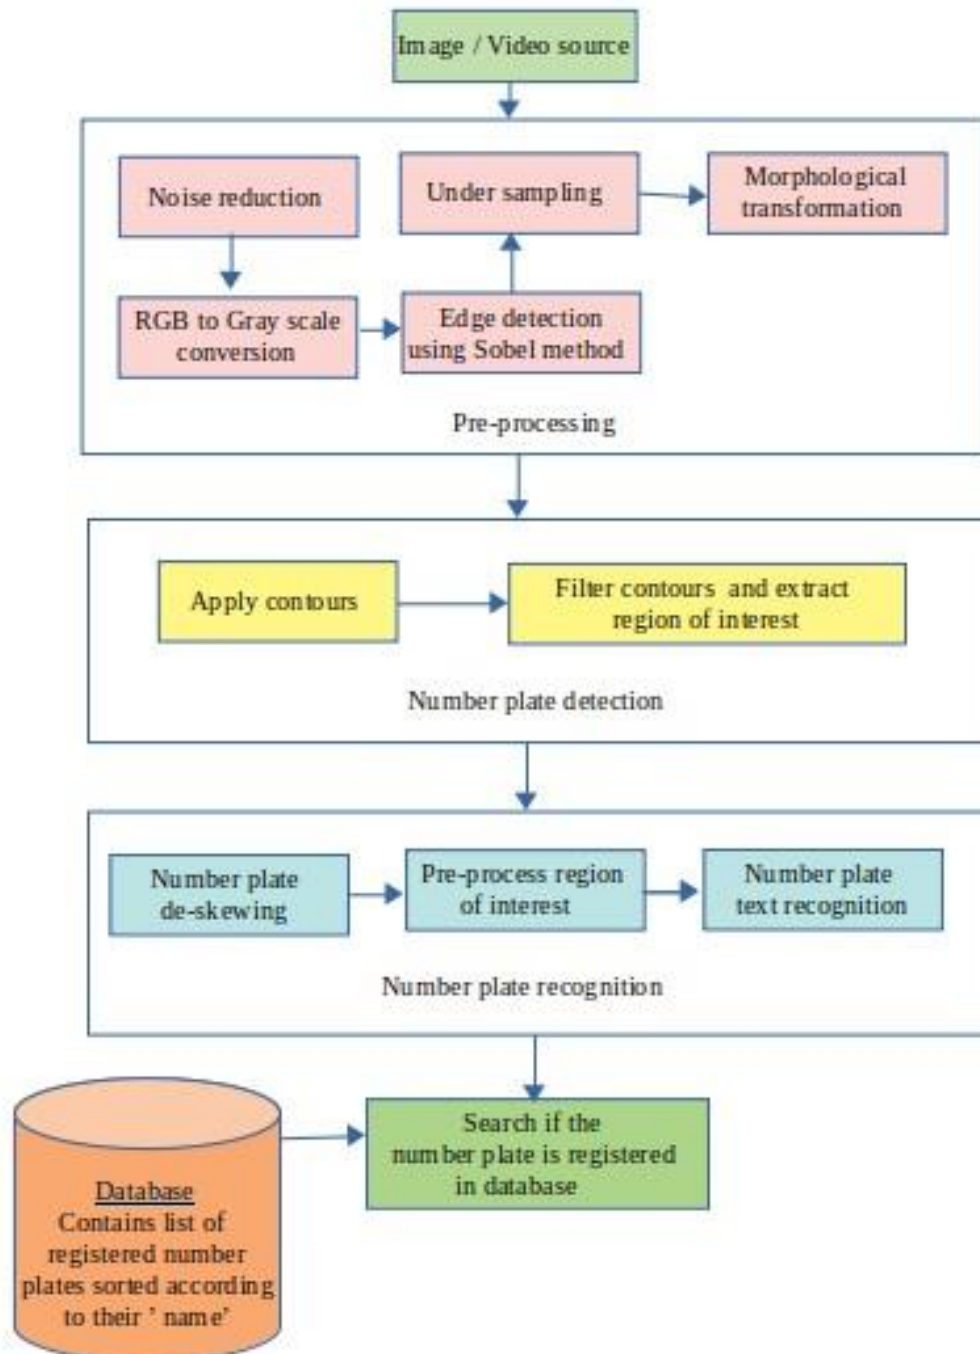 Image / Video source
Noise reduction
RGB to Gray scale
conversion
Edge detection
using Sobel method
Under sampling
Morphological
transformation
Pre-processing
Apply contours
Filter contours and extract
region of interest
Number plate detection
Number plate
de-skewing
Pre-process region
of interest
Number plate
text recognition
Number plate recognition
Search if the
number plate is registered
in database
Database
Contains list of
registered number
plates sorted according
to their ’ name’